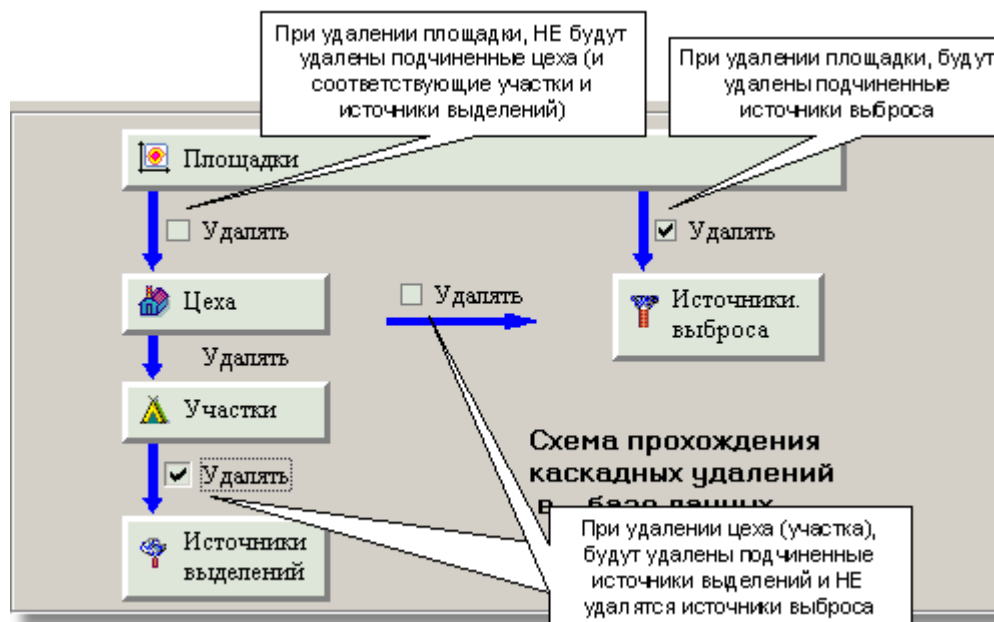 При удалении площадки, НЕ будут
удалены подчиненные цеха (и
соответствующие участки и
источники выделений)
При удалении площадки, будут
удалены подчиненные
источники выброса
Площадки
Удалять
Удалять
Цеха
Удалять
Источники.
выброса
Удалять
Участки
Удалять
Схема прохождения
каскадных удалений
в базе данных
Источники
выделений
При удалении цеха (участка),
будут удалены подчиненные
источники выделений и НЕ
удалятся источники выброса